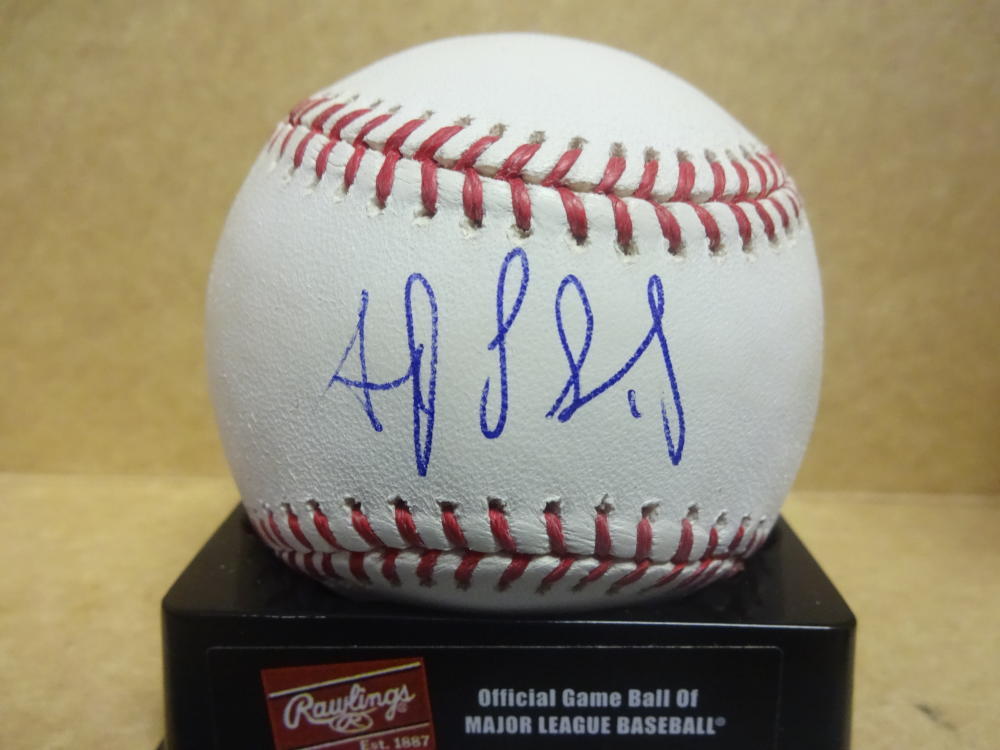 Rawlings
R
Est. 1887
Official Game Ball Of
MAJOR LEAGUE BASEBALL®